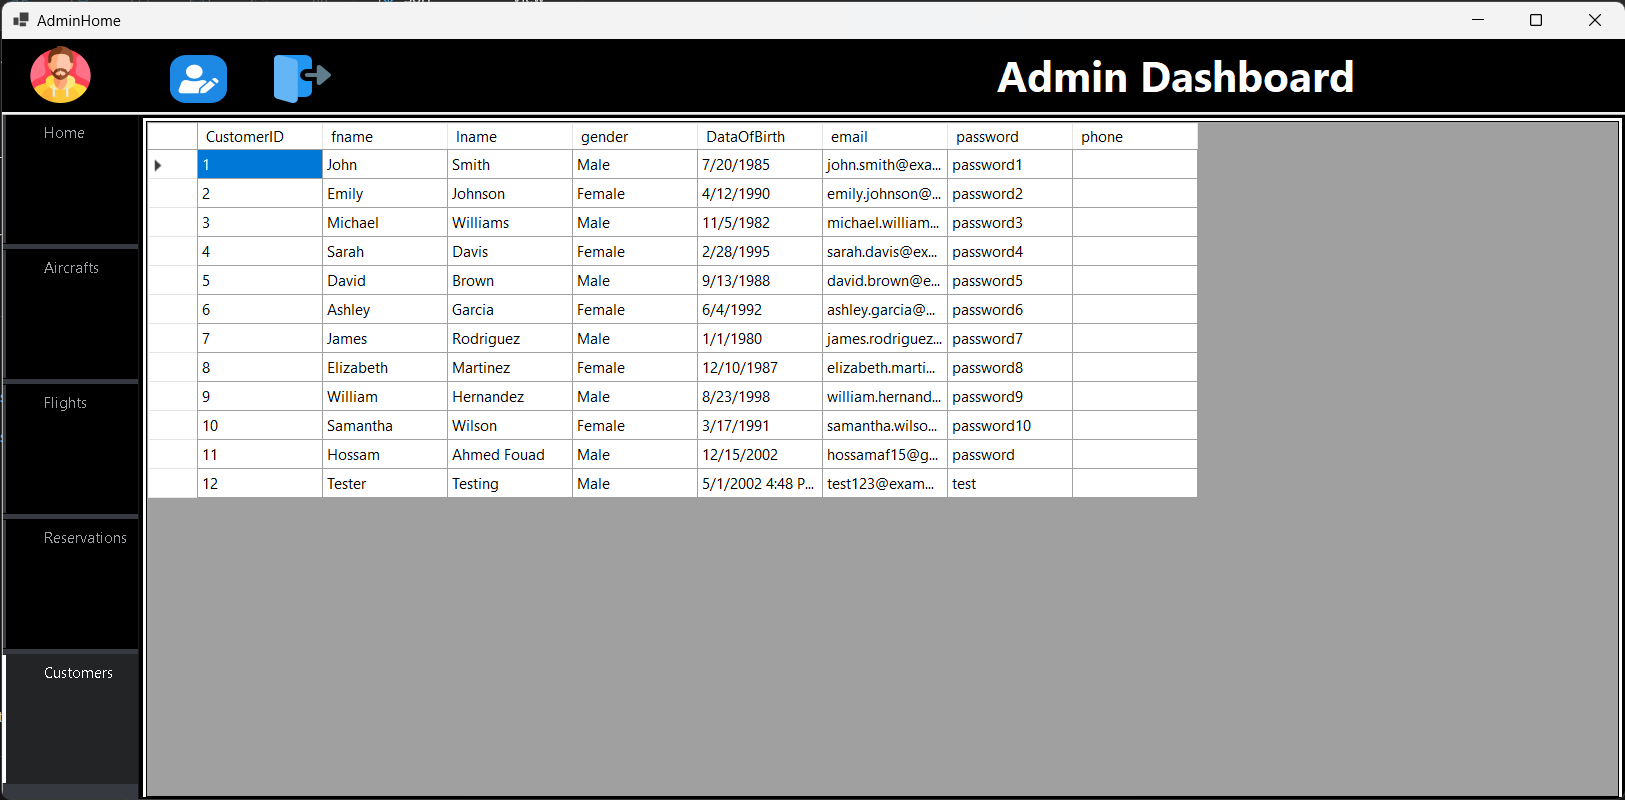 AdminHome
Admin Dashboard
Home
Aircrafts
Flights
Reservations
Customers
CustomerID fname lname gender DataOfBirth email password phone
1 John Smith Male 7/20/1985 john.smith@exa... password1
2 Emily Johnson Female 4/12/1990 emily.johnson@... password2
3 Michael Williams Male 11/5/1982 michael.william... password3
4 Sarah Davis Female 2/28/1995 sarah.davis@ex... password4
5 David Brown Male 9/13/1988 david.brown@e... password5
6 Ashley Garcia Female 6/4/1992 ashley.garcia@... password6
7 James Rodriguez Male 1/1/1980 james.rodriguez... password7
8 Elizabeth Martinez Female 12/10/1987 elizabeth.marti... password8
9 William Hernandez Male 8/23/1998 william.hernand... password9
10 Samantha Wilson Female 3/17/1991 samantha.wilso... password10
11 Hossam Ahmed Fouad Male 12/15/2002 hossamaf15@g... password
12 Tester Testing Male 5/1/2002 4:48 P... test123@exam... test